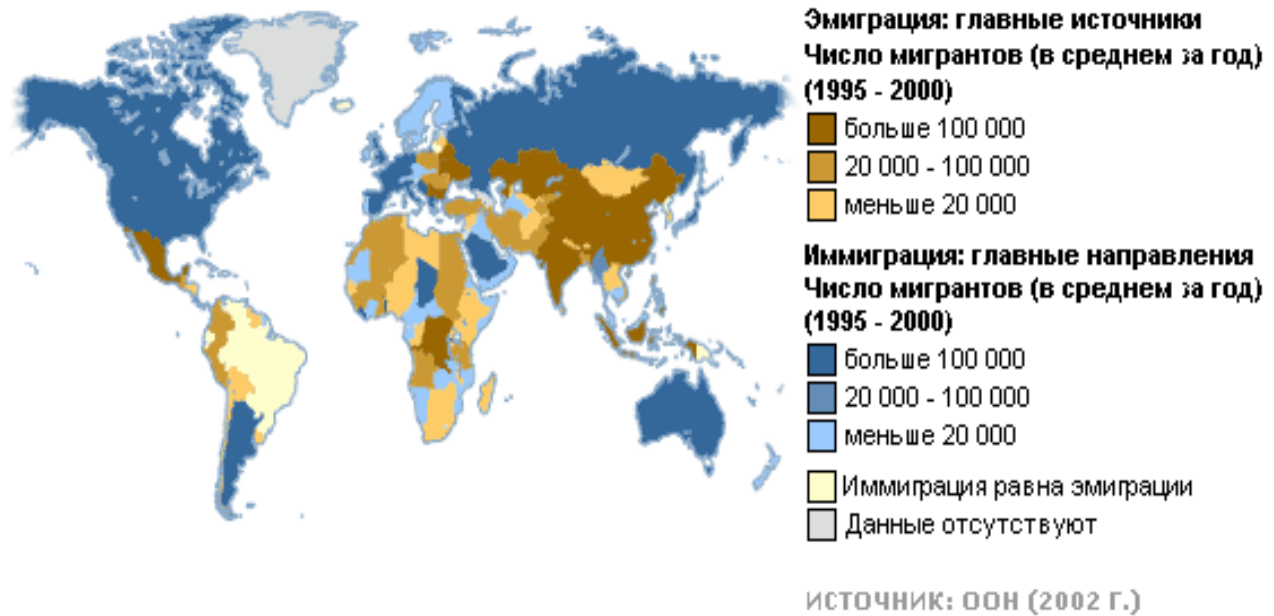 Эмиграция: главные источники
Число мигрантов (в среднем за год)
(1995 - 2000)
больше 100 000
20 000 - 100 000
меньше 20 000
Иммиграция: главные направления
Число мигрантов (в среднем за год)
(1995 - 2000)
больше 100 000
20 000 - 100 000
меньше 20 000
Иммиграция равна эмиграции
Данные отсутствуют
ИСТОЧНИК: ООН (2002 Г.)